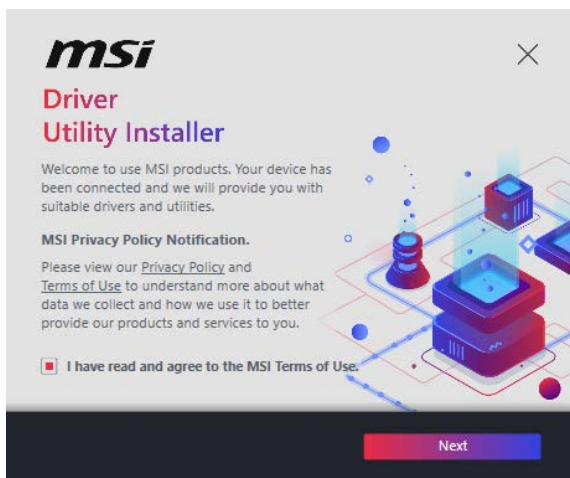 msi
Driver
Utility Installer
Welcome to use MSI products. Your device has
been connected and we will provide you with
suitable drivers and utilities.
MSI Privacy Policy Notification.
Please view our Privacy Policy and
Terms of Use to understand more about what
data we collect and how we use it to better
provide our products and services to you.
I have read and agree to the MSI Terms of Use.
Next